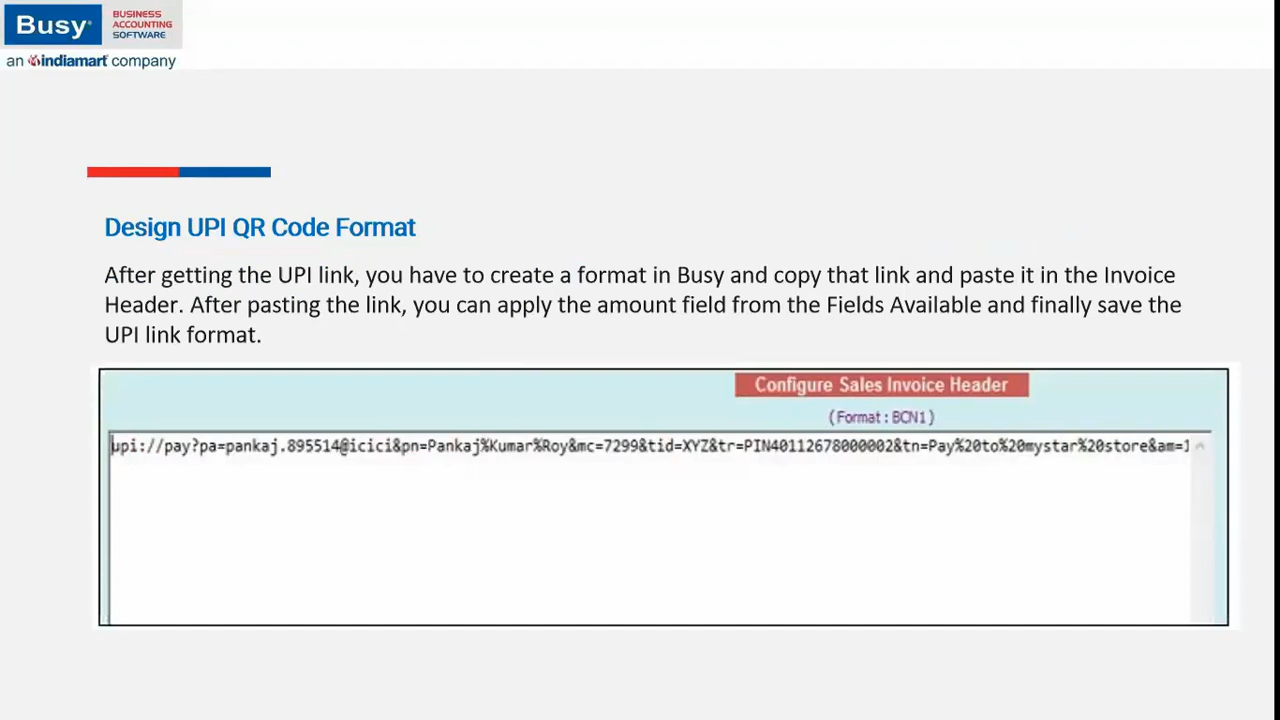 Busy
BUSINESS
ACCOUNTING
SOFTWARE
an indiamart company
Design UPI QR Code Format
After getting the UPI link, you have to create a format in Busy and copy that link and paste it in the Invoice
Header. After pasting the link, you can apply the amount field from the Fields Available and finally save the
UPI link format.
Configure Sales Invoice Header
(Format : BCN1)
upi://pay?pa=pankaj.895514@icici&pn=Pankaj%Kumar%Roy&mc=7299&tid=XYZ&tr=PIN40112678000002&tn=Pay%20to%20mystar%20store&am=1